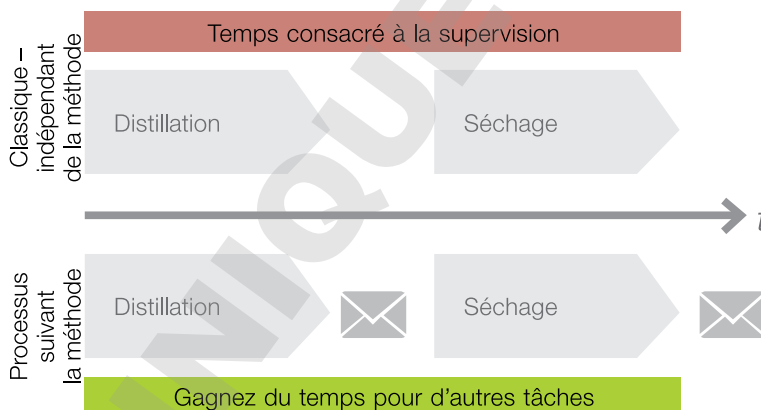 Temps consacré à la supervision
Classique –
indépendant
de la méthode
Distillation
Séchage
t
Processus
suivant
la méthode
Distillation
Séchage
Gagnez du temps pour d'autres tâches